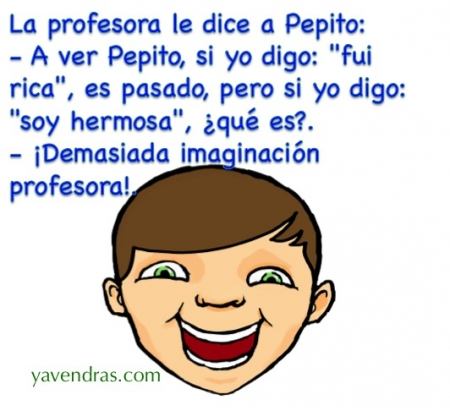 La profesora le dice a Pepito:
- A ver Pepito, si yo digo: "fui
rica", es pasado, pero si yo digo:
"soy hermosa", ¿qué es?.
- ¡Demasiada imaginación
profesora!.
yavendras.com